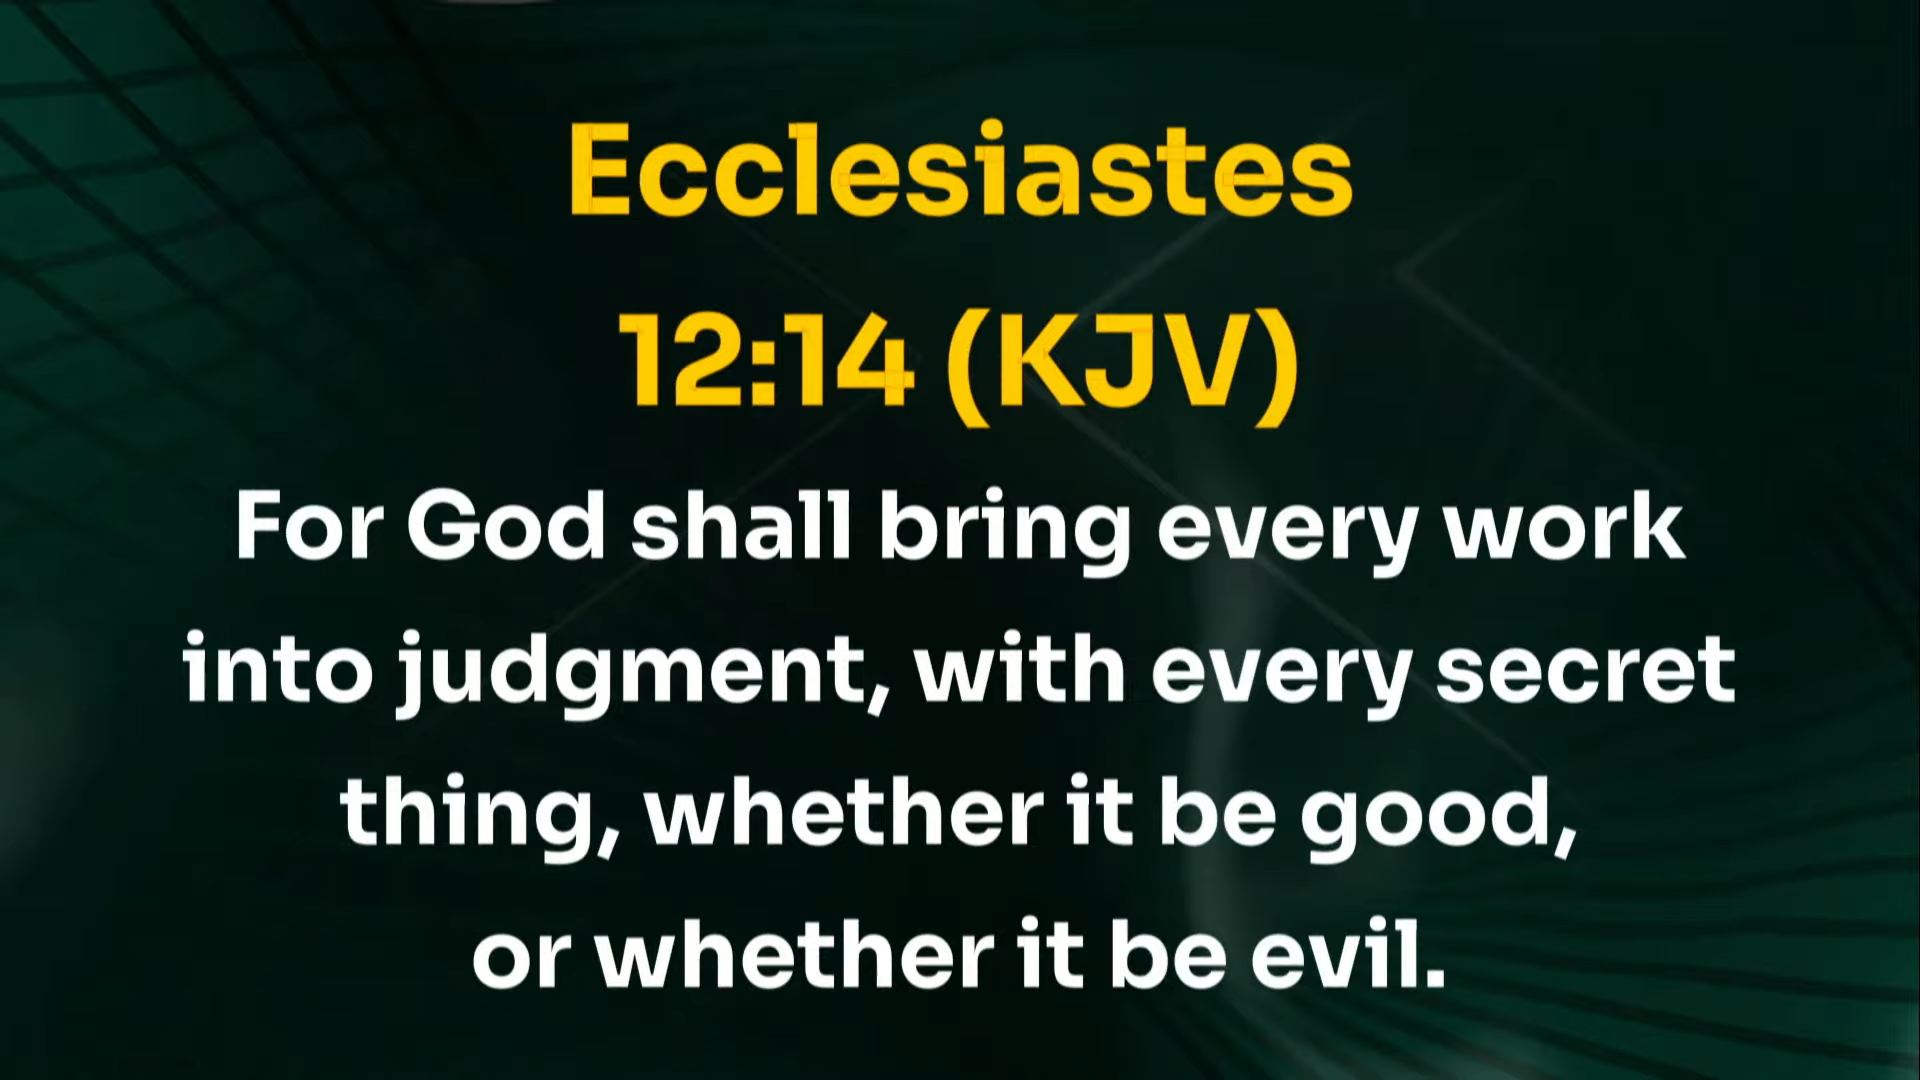 Ecclesiastes
12:14 (KJV)
For God shall bring every work
into judgment, with every secret
thing, whether it be good,
or whether it be evil.